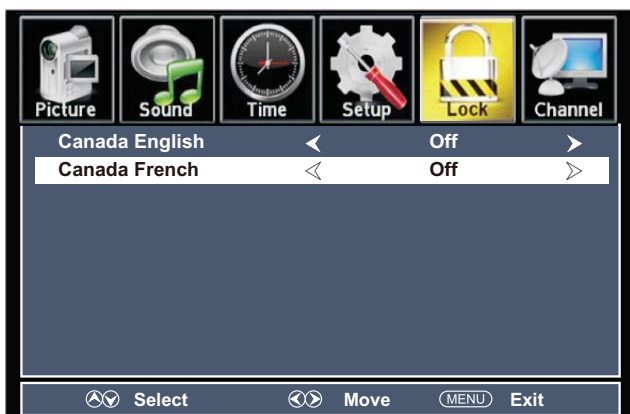 Picture Sound Time Setup Lock Channel
Canada English Off
Canada French Off
Select Move MENU Exit